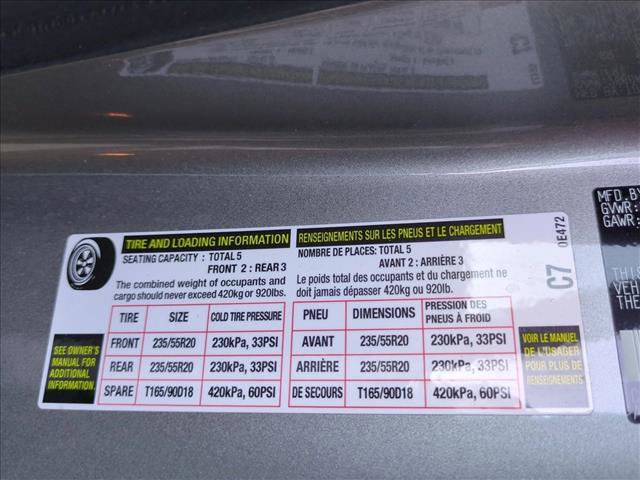 TIRE AND LOADING INFORMATION
SEATING CAPACITY : TOTAL 5
FRONT 2 : REAR 3
The combined weight of occupants and
cargo should never exceed 420kg or 920lbs.
RENSEIGNEMENTS SUR LES PNEUS ET LE CHARGEMENT
NOMBRE DE PLACES: TOTAL 5
AVANT 2 : ARRIÈRE 3
Le poids total des occupants et du chargement ne
doit jamais dépasser 420kg ou 920lb.
C7 0E472
SEE OWNER'S
MANUAL FOR
ADDITIONAL
INFORMATION.
TIRE SIZE COLD TIRE PRESSURE
FRONT 235/55R20 230kPa, 33PSI
REAR 235/55R20 230kPa, 33PSI
SPARE T165/90D18 420kPa, 60PSI
PNEU DIMENSIONS PRESSION DES
PNEUS À FROID
AVANT 235/55R20 230kPa, 33PSI
ARRIÈRE 235/55R20 230kPa, 33PSI
DE SECOURS T165/90D18 420kPa, 60PSI
VOIR LE MANUEL
DE L'USAGER
POUR PLUS DE
RENSEIGNEMENTS
MFD. BY
GVWR:
GAWR:
THIS
VEHI
THE